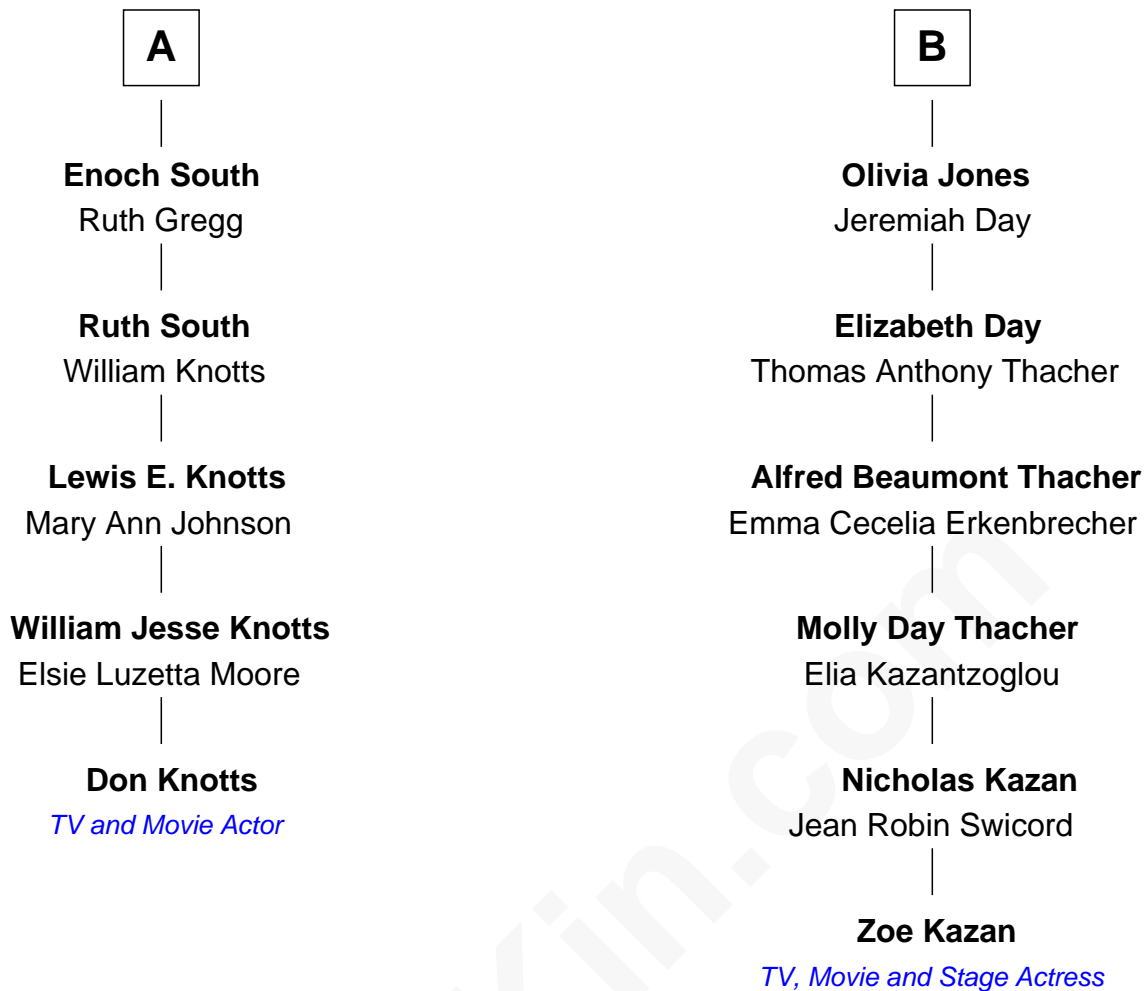 A
Enoch South
Ruth Gregg
Ruth South
William Knotts
Lewis E. Knotts
Mary Ann Johnson
William Jesse Knotts
Elsie Luzetta Moore
Don Knotts
TV and Movie Actor
B
Olivia Jones
Jeremiah Day
Elizabeth Day
Thomas Anthony Thacher
Alfred Beaumont Thacher
Emma Cecelia Erkenbrecher
Molly Day Thacher
Elia Kazantzoglou
Nicholas Kazan
Jean Robin Swicord
Zoe Kazan
TV, Movie and Stage Actress